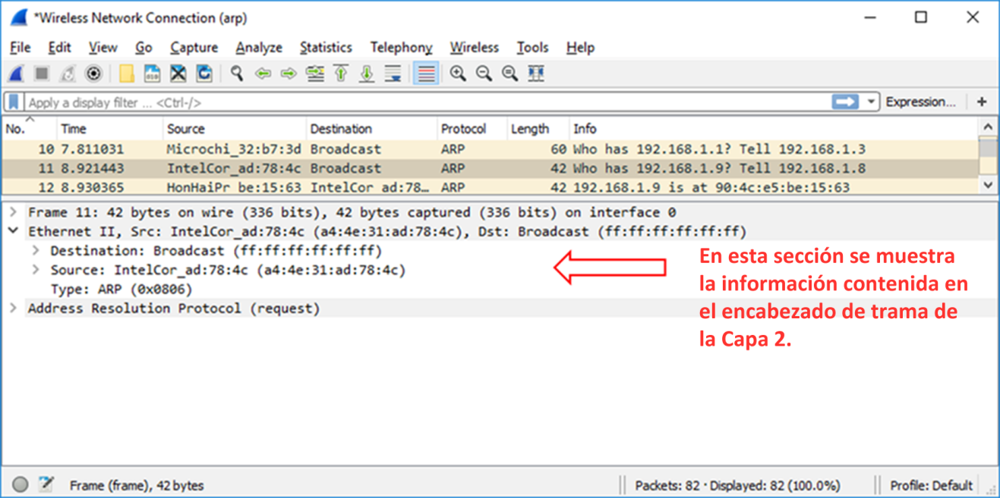 *Wireless Network Connection (arp)
File Edit View Go Capture Analyze Statistics Telephony Wireless Tools Help
Apply a display filter ... <Ctrl-/> Expression... +
No. Time Source Destination Protocol Length Info
10 7.811031 Microchi_32:b7:3d Broadcast ARP 60 Who has 192.168.1.1? Tell 192.168.1.3
11 8.921443 IntelCor_ad:78:4c Broadcast ARP 42 Who has 192.168.1.9? Tell 192.168.1.8
12 8.930365 HonHaiPr be:15:63 IntelCor ad:78... ARP 42 192.168.1.9 is at 90:4c:e5:be:15:63
Frame 11: 42 bytes on wire (336 bits), 42 bytes captured (336 bits) on interface 0
Ethernet II, Src: IntelCor_ad:78:4c (a4:4e:31:ad:78:4c), Dst: Broadcast (ff:ff:ff:ff:ff:ff)
Destination: Broadcast (ff:ff:ff:ff:ff:ff)
Source: IntelCor_ad:78:4c (a4:4e:31:ad:78:4c)
Type: ARP (0x0806)
Address Resolution Protocol (request)
En esta sección se muestra
la información contenida en
el encabezado de trama de
la Capa 2.
Frame (frame), 42 bytes Packets: 82 · Displayed: 82 (100.0%) Profile: Default